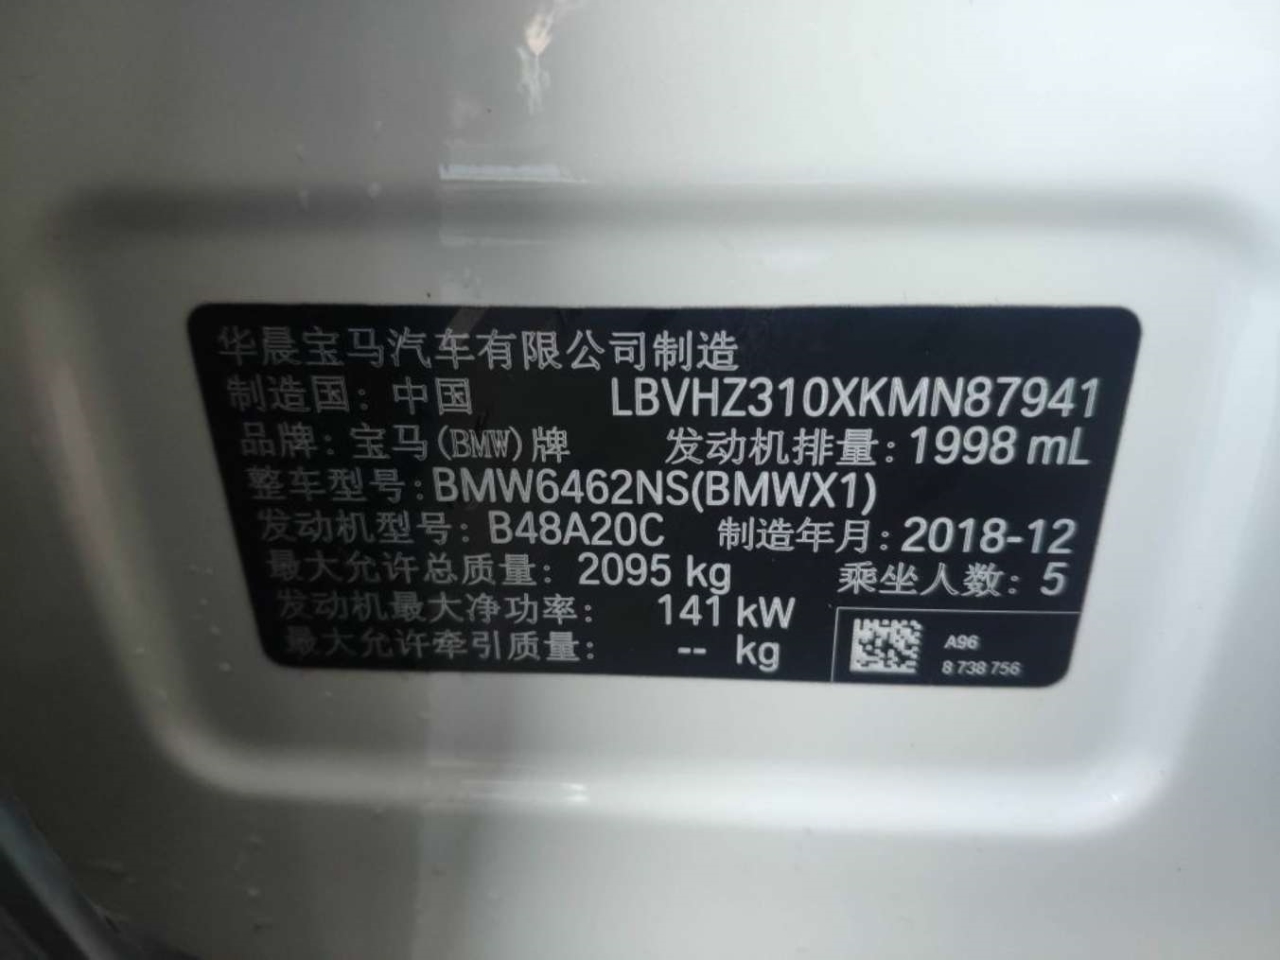 华晨宝马汽车有限公司制造
制造国：中国 LBVHZ310XKMN87941
品牌：宝马(BMW)牌 发动机排量：1998 mL
整车型号：BMW6462NS(BMWX1)
发动机型号：B48A20C 制造年月：2018-12
最大允许总质量：2095 kg 乘坐人数：5
发动机最大净功率：141 kW
最大允许牵引质量：-- kg
A96
8 738 756